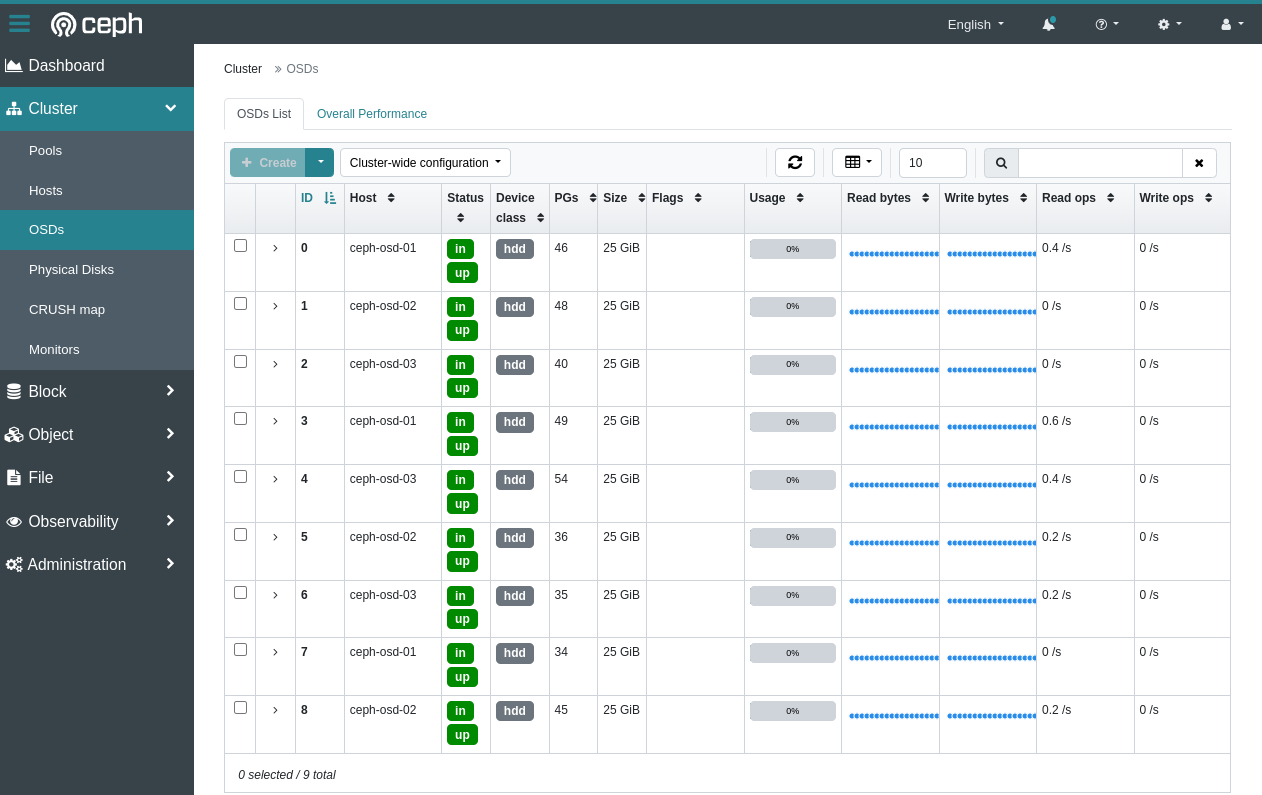 ceph
English
Dashboard
Cluster
Pools
Hosts
OSDs
Physical Disks
CRUSH map
Monitors
Block
Object
File
Observability
Administration
Cluster » OSDs
OSDs List Overall Performance
Create Cluster-wide configuration 10
ID Host Status Device class PGs Size Flags Usage Read bytes Write bytes Read ops Write ops
0 ceph-osd-01 in up hdd 46 25 GiB 0% 0.4 /s 0 /s
1 ceph-osd-02 in up hdd 48 25 GiB 0% 0 /s 0 /s
2 ceph-osd-03 in up hdd 40 25 GiB 0% 0 /s 0 /s
3 ceph-osd-01 in up hdd 49 25 GiB 0% 0.6 /s 0 /s
4 ceph-osd-03 in up hdd 54 25 GiB 0% 0.4 /s 0 /s
5 ceph-osd-02 in up hdd 36 25 GiB 0% 0.2 /s 0 /s
6 ceph-osd-03 in up hdd 35 25 GiB 0% 0.2 /s 0 /s
7 ceph-osd-01 in up hdd 34 25 GiB 0% 0 /s 0 /s
8 ceph-osd-02 in up hdd 45 25 GiB 0% 0.2 /s 0 /s
0 selected / 9 total